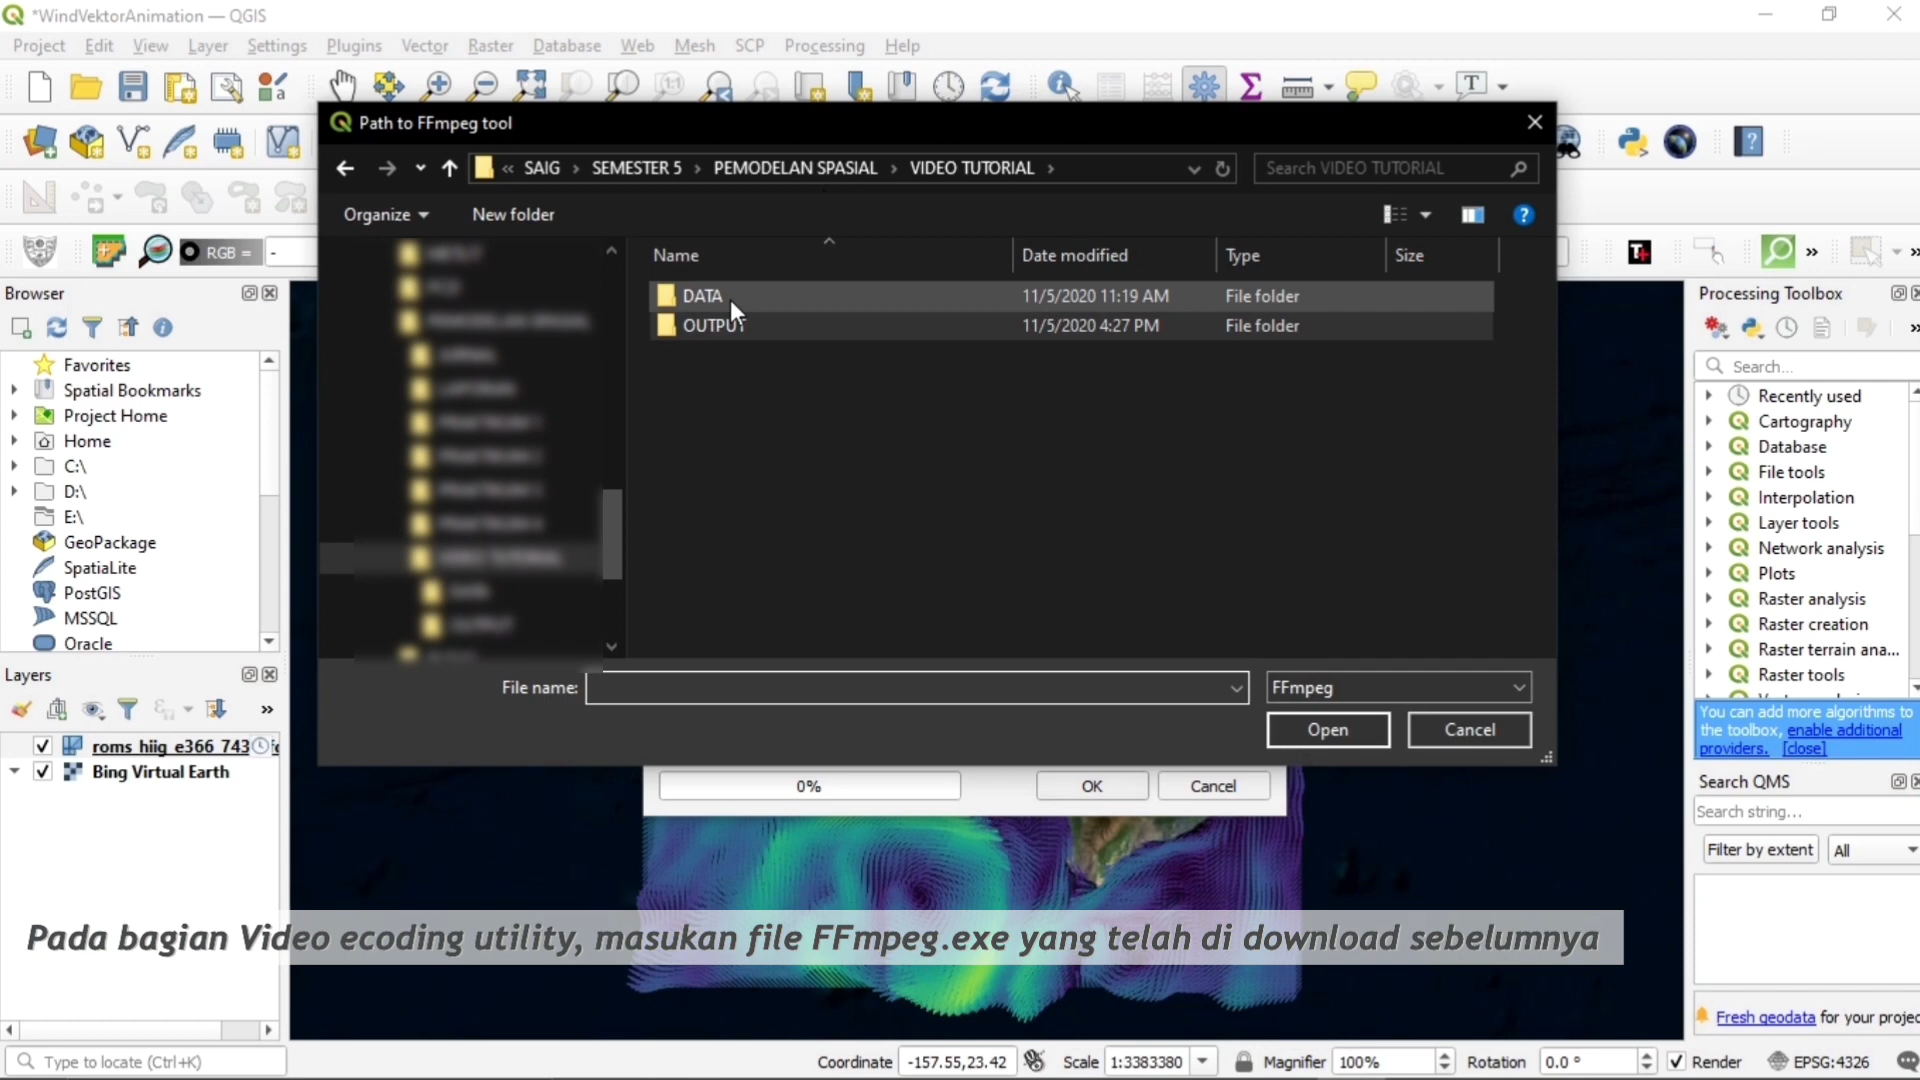 *WindVektorAnimation — QGIS
Project Edit View Layer Settings Plugins Vector Raster Database Web Mesh SCP Processing Help
Path to FFmpeg tool
« SAIG › SEMESTER 5 › PEMODELAN SPASIAL › VIDEO TUTORIAL ›
Search VIDEO TUTORIAL
Organize
New folder
Name
Date modified
Type
Size
DATA 11/5/2020 11:19 AM File folder
OUTPUT 11/5/2020 4:27 PM File folder
File name:
FFmpeg
Open
Cancel
0%
OK
Cancel
RGB =
-
Browser
Favorites
Spatial Bookmarks
Project Home
Home
C:\
D:\
E:\
GeoPackage
SpatiaLite
PostGIS
MSSQL
Oracle
Layers
roms_hiig_e366_743
Bing Virtual Earth
Processing Toolbox
Search...
Recently used
Cartography
Database
File tools
Interpolation
Layer tools
Network analysis
Plots
Raster analysis
Raster creation
Raster terrain ana...
Raster tools
You can add more algorithms to
the toolbox, enable additional
providers. [close]
Search QMS
Search string...
Filter by extent
All
Fresh geodata for your projec
Pada bagian Video ecoding utility, masukan file FFmpeg.exe yang telah di download sebelumnya
Type to locate (Ctrl+K)
Coordinate -157.55,23.42
Scale 1:3383380
Magnifier 100%
Rotation 0.0 °
Render
EPSG:4326